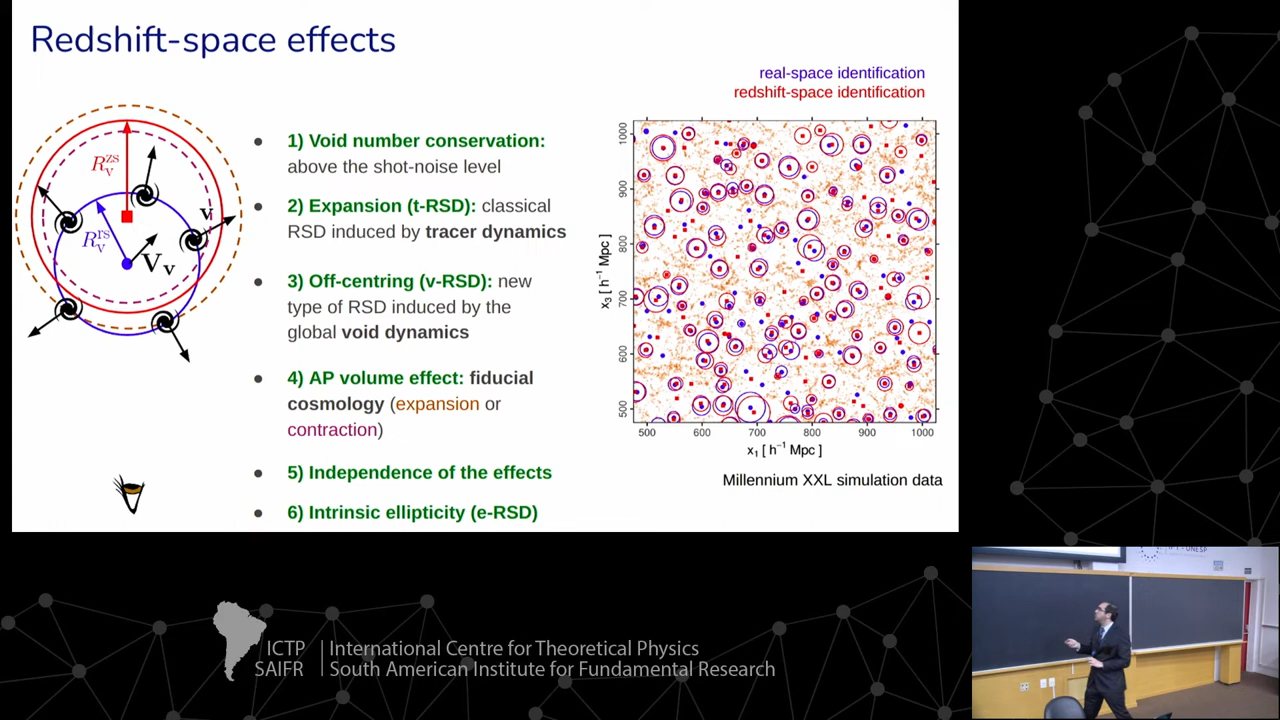 Redshift-space effects
real-space identification
redshift-space identification
R_v^zs
R_v^rs
v
V_v
1) Void number conservation:
above the shot-noise level
2) Expansion (t-RSD): classical
RSD induced by tracer dynamics
3) Off-centring (v-RSD): new
type of RSD induced by the
global void dynamics
4) AP volume effect: fiducial
cosmology (expansion or
contraction)
5) Independence of the effects
6) Intrinsic ellipticity (e-RSD)
x₃ [ h⁻¹ Mpc ]
1000
900
800
700
600
500
500 600 700 800 900 1000
x₁ [ h⁻¹ Mpc ]
Millennium XXL simulation data
ICTP
SAIFR
International Centre for Theoretical Physics
South American Institute for Fundamental Research